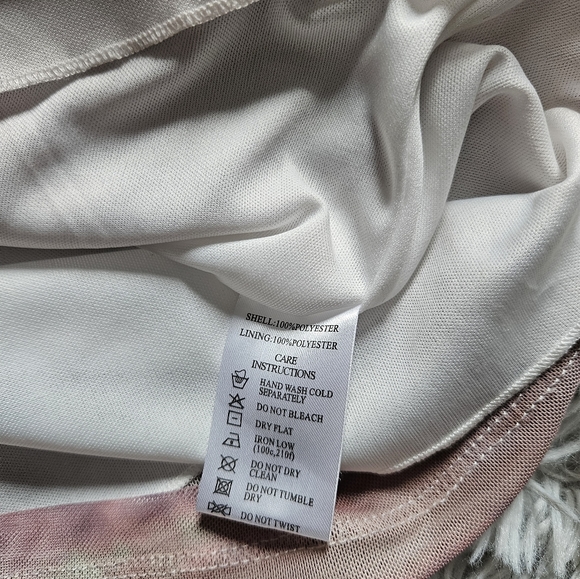 SHELL:100%POLYESTER
LINING:100%POLYESTER
CARE
INSTRUCTIONS
HAND WASH COLD
SEPARATELY
DO NOT BLEACH
DRY FLAT
IRON LOW
(100c,210f)
DO NOT DRY
CLEAN
DO NOT TUMBLE
DRY
DO NOT TWIST